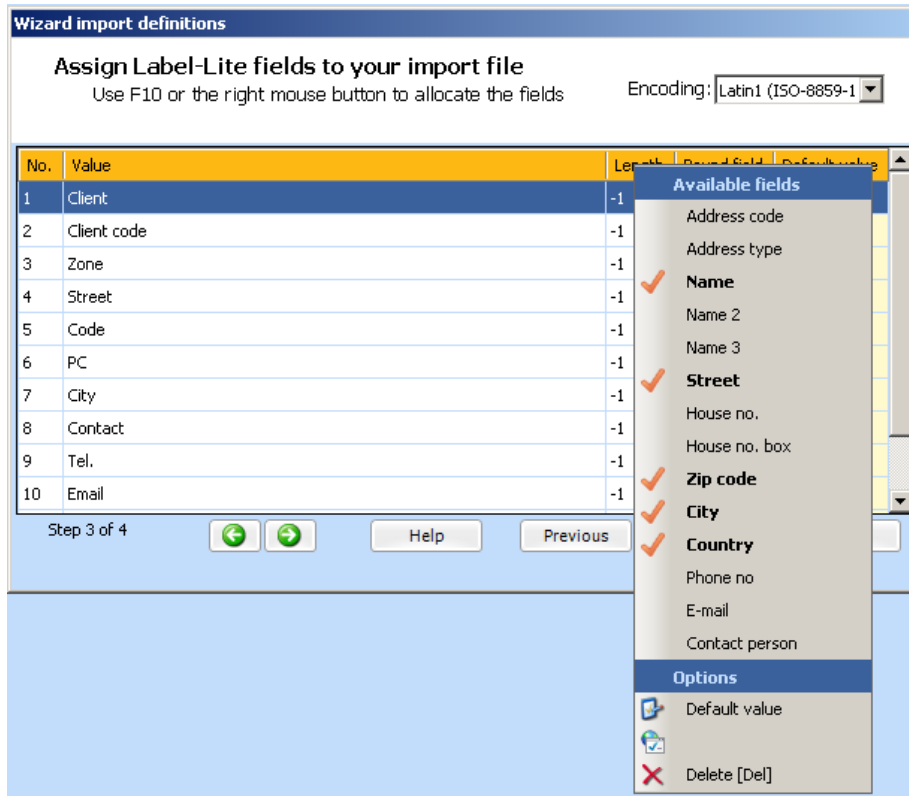 Wizard import definitions
Assign Label-Lite fields to your import file
Use F10 or the right mouse button to allocate the fields
Encoding: Latin1 (ISO-8859-1
No. Value Length Bound field Default value
1 Client -1
2 Client code -1
3 Zone -1
4 Street -1
5 Code -1
6 PC -1
7 City -1
8 Contact -1
9 Tel. -1
10 Email -1
Step 3 of 4
Help
Previous
Available fields
Address code
Address type
Name
Name 2
Name 3
Street
House no.
House no. box
Zip code
City
Country
Phone no
E-mail
Contact person
Options
Default value
Delete [Del]